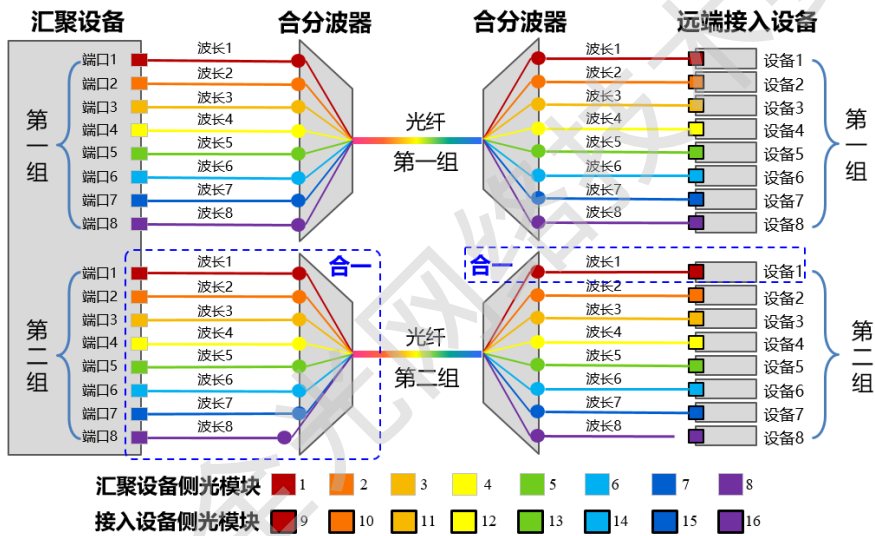 汇聚设备 合分波器 合分波器 远端接入设备
端口1 波长1 波长1 设备1
端口2 波长2 波长2 设备2
端口3 波长3 波长3 设备3
端口4 波长4 波长4 设备4
端口5 波长5 波长5 设备5
端口6 波长6 波长6 设备6
端口7 波长7 波长7 设备7
端口8 波长8 波长8 设备8
第一组
光纤
第一组
第一组
合一 合一
端口1 波长1 波长1 设备1
端口2 波长2 波长2 设备2
端口3 波长3 波长3 设备3
端口4 波长4 波长4 设备4
端口5 波长5 波长5 设备5
端口6 波长6 波长6 设备6
端口7 波长7 波长7 设备7
端口8 波长8 波长8 设备8
第二组
光纤
第二组
第二组
汇聚设备侧光模块 1 2 3 4 5 6 7 8
接入设备侧光模块 9 10 11 12 13 14 15 16
全光网络技术